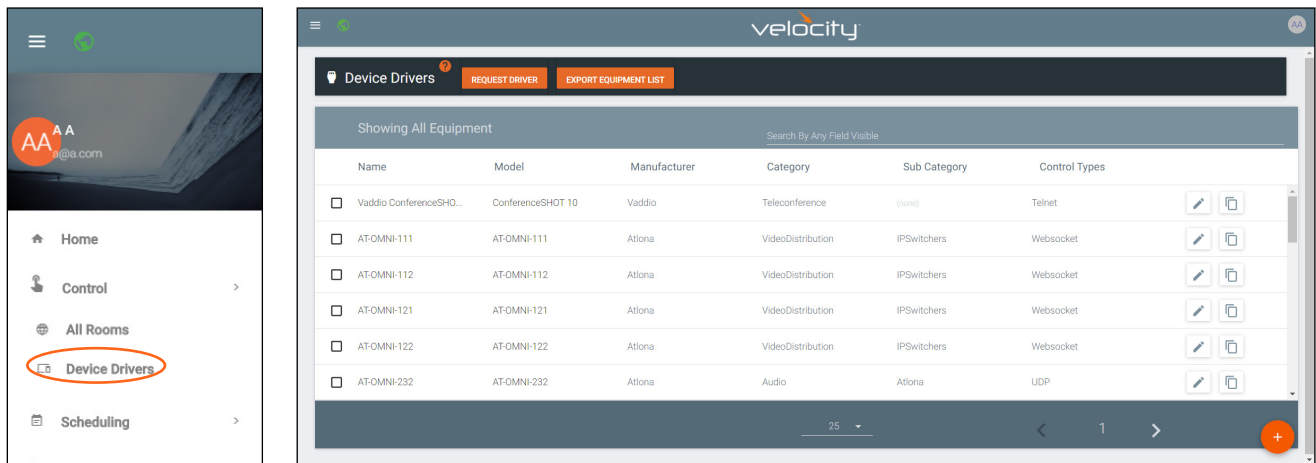 AA
A A
a@a.com
Home
Control
All Rooms
Device Drivers
Scheduling
velocity
AA
Device Drivers ? REQUEST DRIVER EXPORT EQUIPMENT LIST
Showing All Equipment Search By Any Field Visible
Name Model Manufacturer Category Sub Category Control Types
Vaddio ConferenceSHO... ConferenceSHOT 10 Vaddio Teleconference (none) Telnet
AT-OMNI-111 AT-OMNI-111 Atlona VideoDistribution IPSwitchers Websocket
AT-OMNI-112 AT-OMNI-112 Atlona VideoDistribution IPSwitchers Websocket
AT-OMNI-121 AT-OMNI-121 Atlona VideoDistribution IPSwitchers Websocket
AT-OMNI-122 AT-OMNI-122 Atlona VideoDistribution IPSwitchers Websocket
AT-OMNI-232 AT-OMNI-232 Atlona Audio Atlona UDP
25 1
+